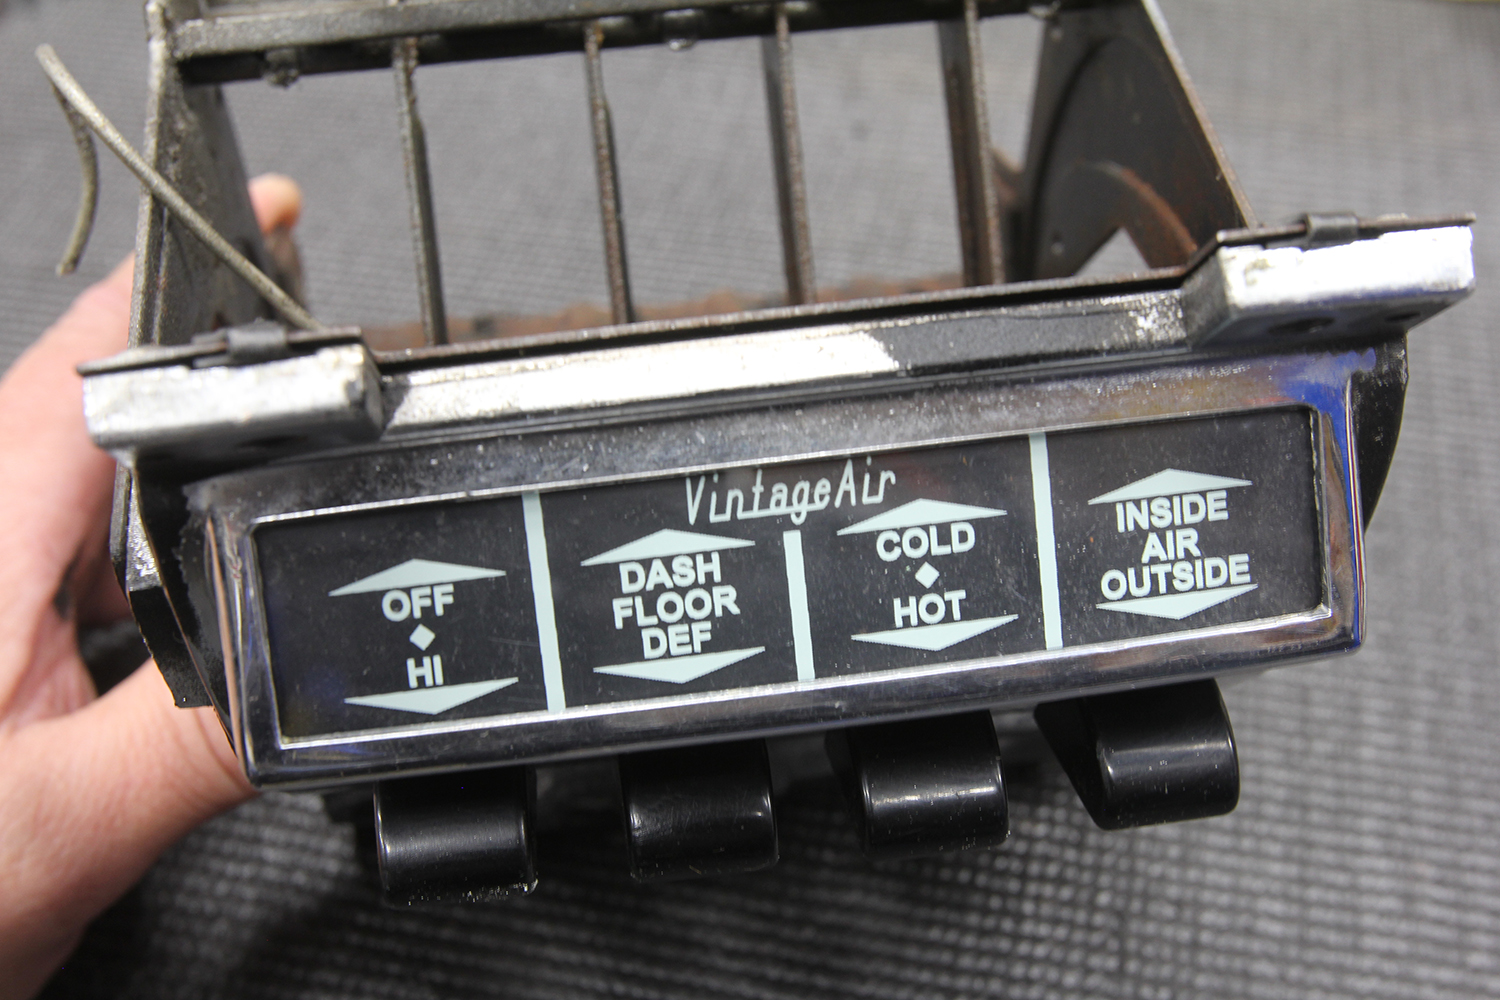 VintageAir
OFF
HI
DASH
FLOOR
DEF
COLD
HOT
INSIDE
AIR
OUTSIDE